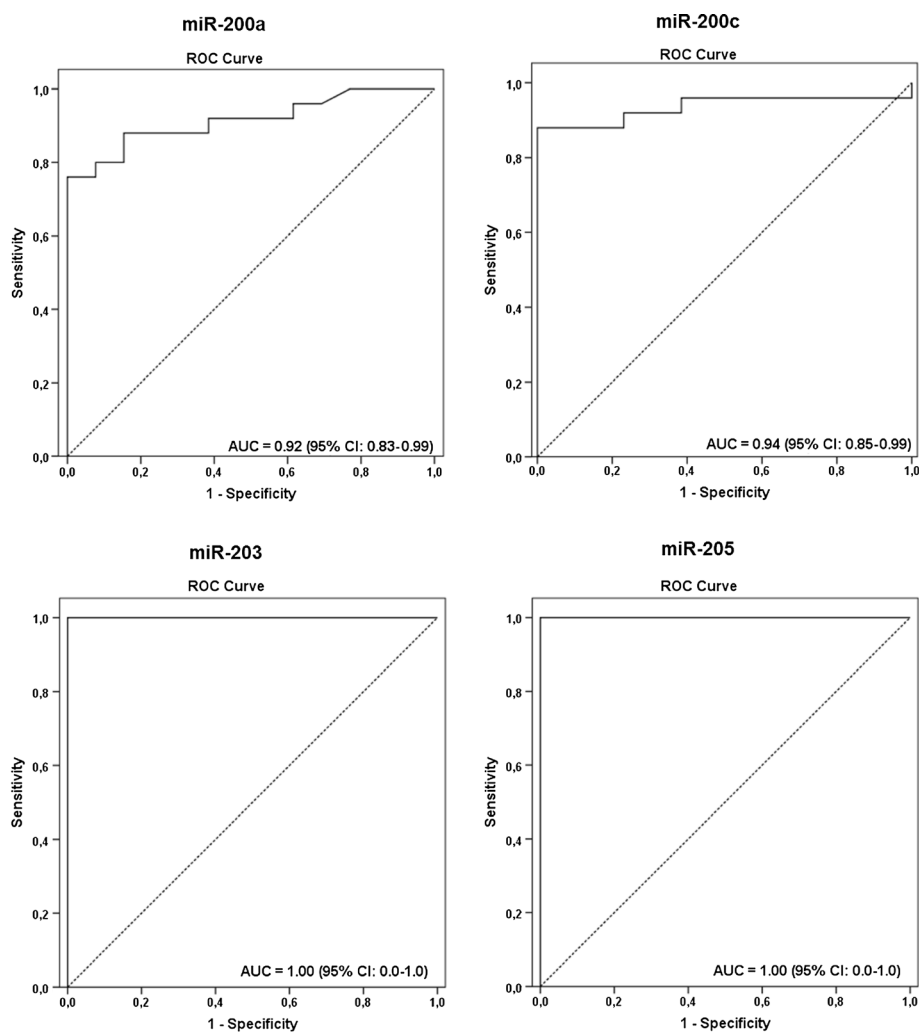 miR-200a
ROC Curve
1,0
0,8
0,6
0,4
0,2
0,0
Sensitivity
AUC = 0.92 (95% CI: 0.83-0.99)
0,0 0,2 0,4 0,6 0,8 1,0
1 - Specificity
miR-200c
ROC Curve
1,0
0,8
0,6
0,4
0,2
0,0
Sensitivity
AUC = 0.94 (95% CI: 0.85-0.99)
0,0 0,2 0,4 0,6 0,8 1,0
1 - Specificity
miR-203
ROC Curve
1,0
0,8
0,6
0,4
0,2
0,0
Sensitivity
AUC = 1.00 (95% CI: 0.0-1.0)
0,0 0,2 0,4 0,6 0,8 1,0
1 - Specificity
miR-205
ROC Curve
1,0
0,8
0,6
0,4
0,2
0,0
Sensitivity
AUC = 1.00 (95% CI: 0.0-1.0)
0,0 0,2 0,4 0,6 0,8 1,0
1 - Specificity